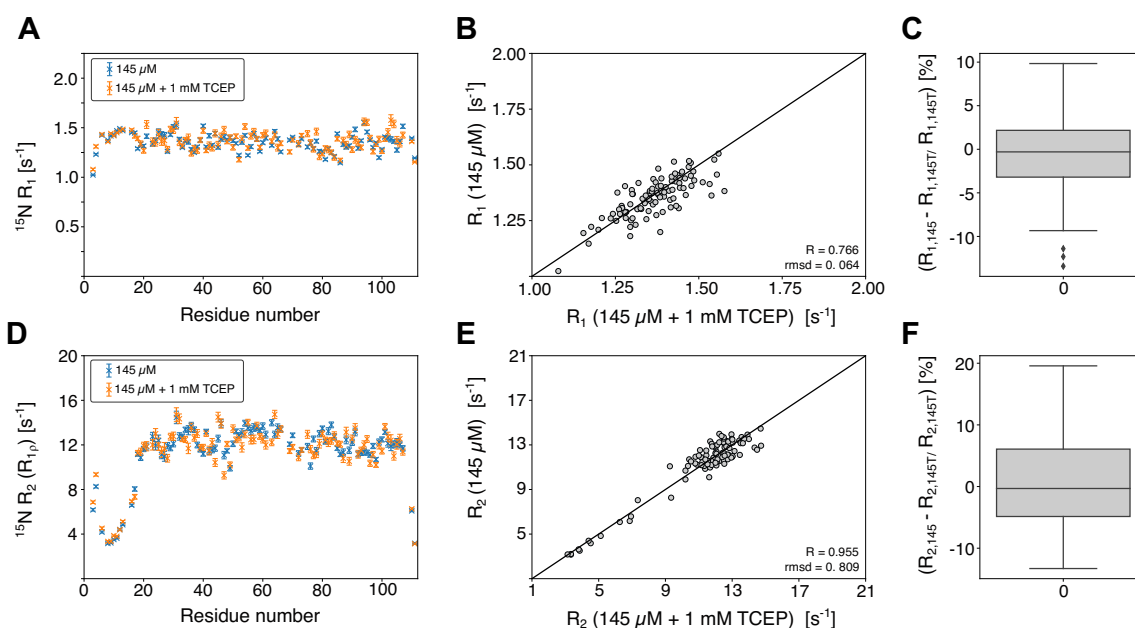 A
2.0
1.5
1.0
0.5
¹⁵N R₁ [s⁻¹]
145 µM
145 µM + 1 mM TCEP
0 20 40 60 80 100
Residue number
B
2.00
1.75
1.50
1.25
R₁ (145 µM) [s⁻¹]
R = 0.766
rmsd = 0. 064
1.00 1.25 1.50 1.75 2.00
R₁ (145 µM + 1 mM TCEP) [s⁻¹]
C
10
5
0
-5
-10
(R₁,₁₄₅ - R₁,₁₄₅T/ R₁,₁₄₅T) [%]
0
D
20
16
12
8
4
¹⁵N R₂ (R₁ᵨ) [s⁻¹]
145 µM
145 µM + 1 mM TCEP
0 20 40 60 80 100
Residue number
E
21
17
13
9
5
R₂ (145 µM) [s⁻¹]
R = 0.955
rmsd = 0. 809
1 5 9 13 17 21
R₂ (145 µM + 1 mM TCEP) [s⁻¹]
F
20
10
0
-10
(R₂,₁₄₅ - R₂,₁₄₅T/ R₂,₁₄₅T) [%]
0